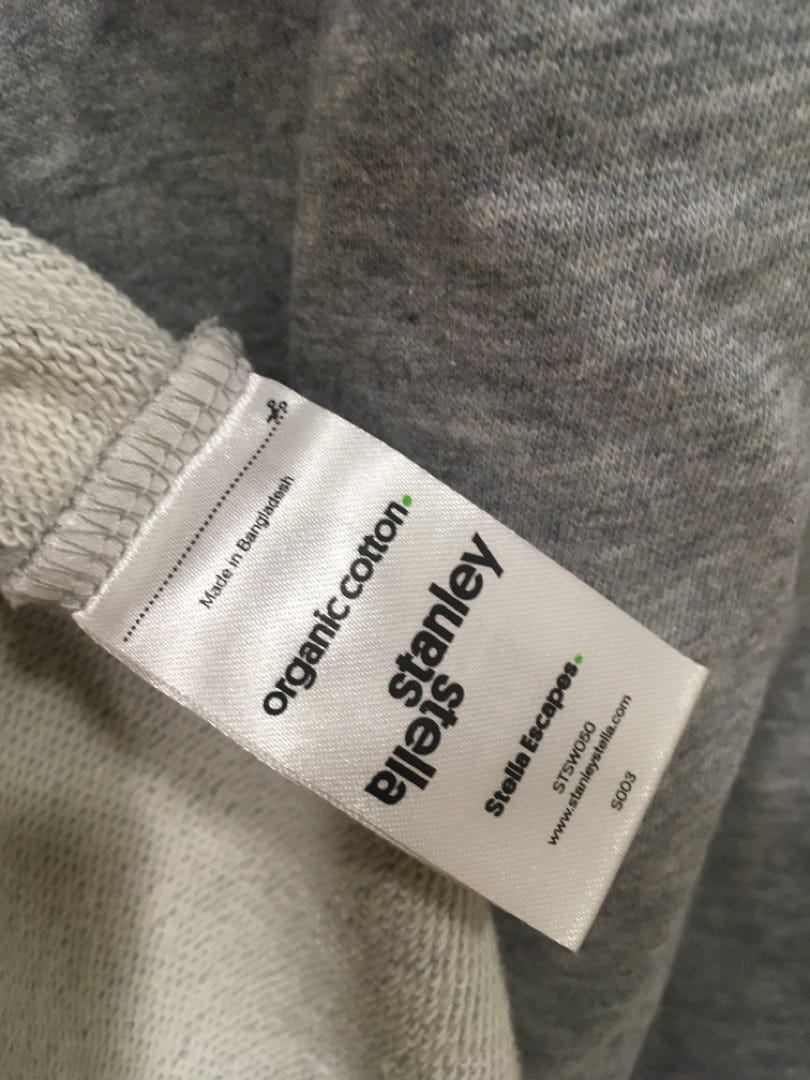 Made in Bangladesh
organic cotton.
stanley
stella
Stella Escapes.
STSW050
www.stanleystella.com
S003